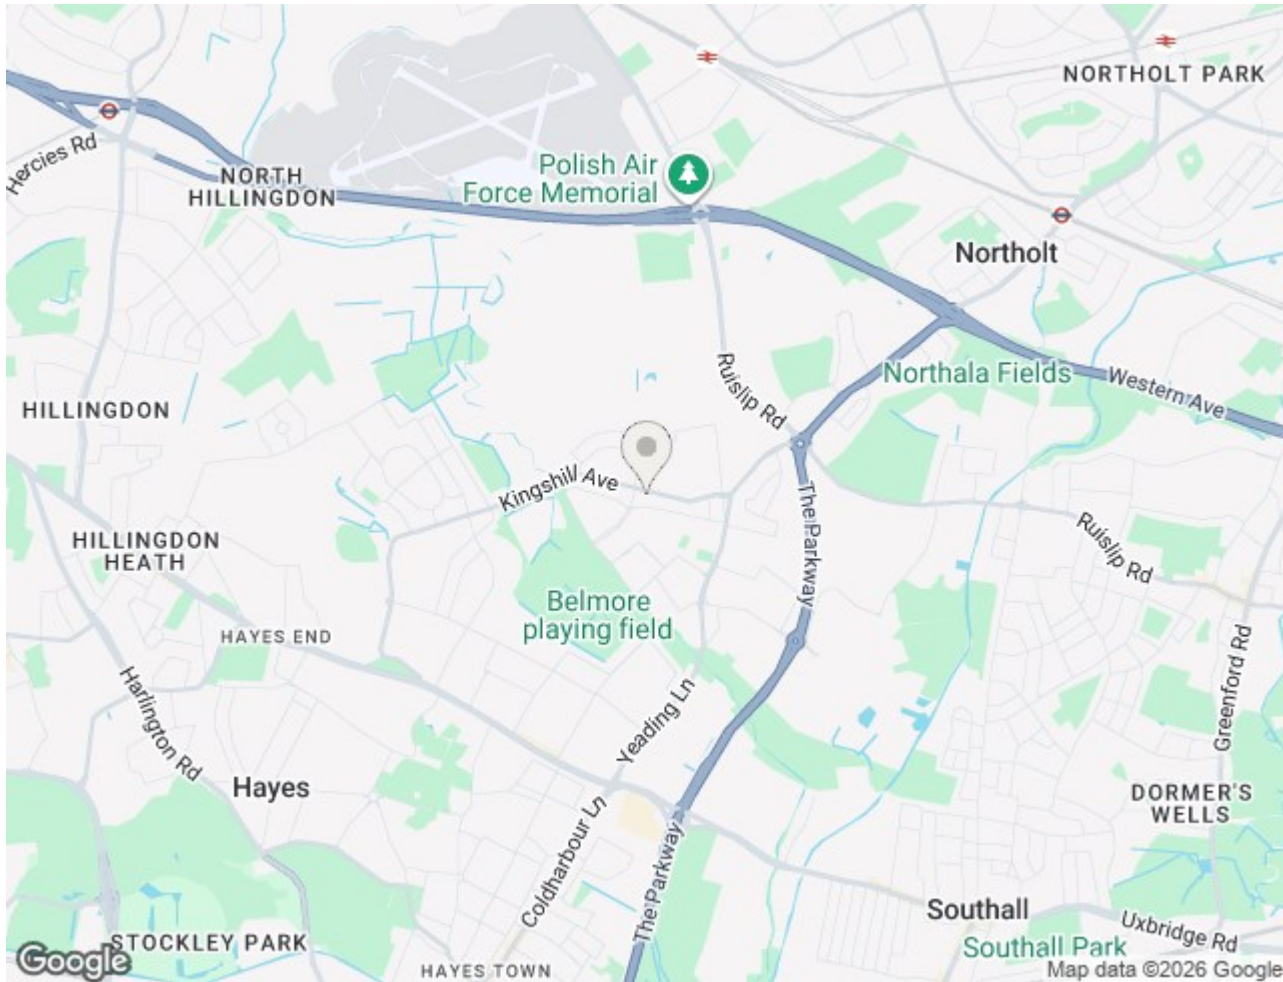 NORTHOLT PARK
Hercies Rd
Polish Air
Force Memorial
NORTH
HILLINGDON
Northolt
Ruislip Rd
Northala Fields
Western Ave
HILLINGDON
Kingshill Ave
The Parkway
Ruislip Rd
HILLINGDON
HEATH
Belmore
playing field
HAYES END
Greenford Rd
Harlington Rd
Yeading Ln
Hayes
DORMER'S
WELLS
Coldharbour Ln
The Parkway
Southall
Uxbridge Rd
STOCKLEY PARK
Southall Park
HAYES TOWN
Google
Map data ©2026 Google